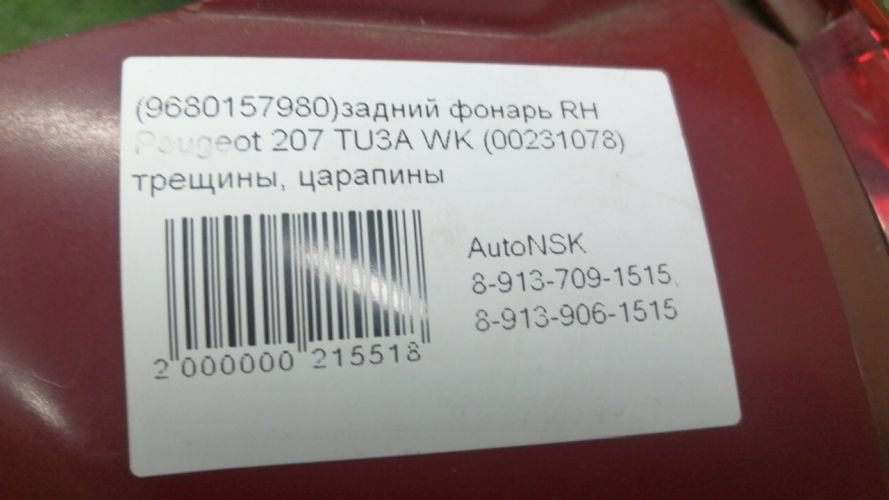 (9680157980)задний фонарь RH
Peugeot 207 TU3A WK (00231078)
трещины, царапины
AutoNSK
8-913-709-1515,
8-913-906-1515
2 000000 215518